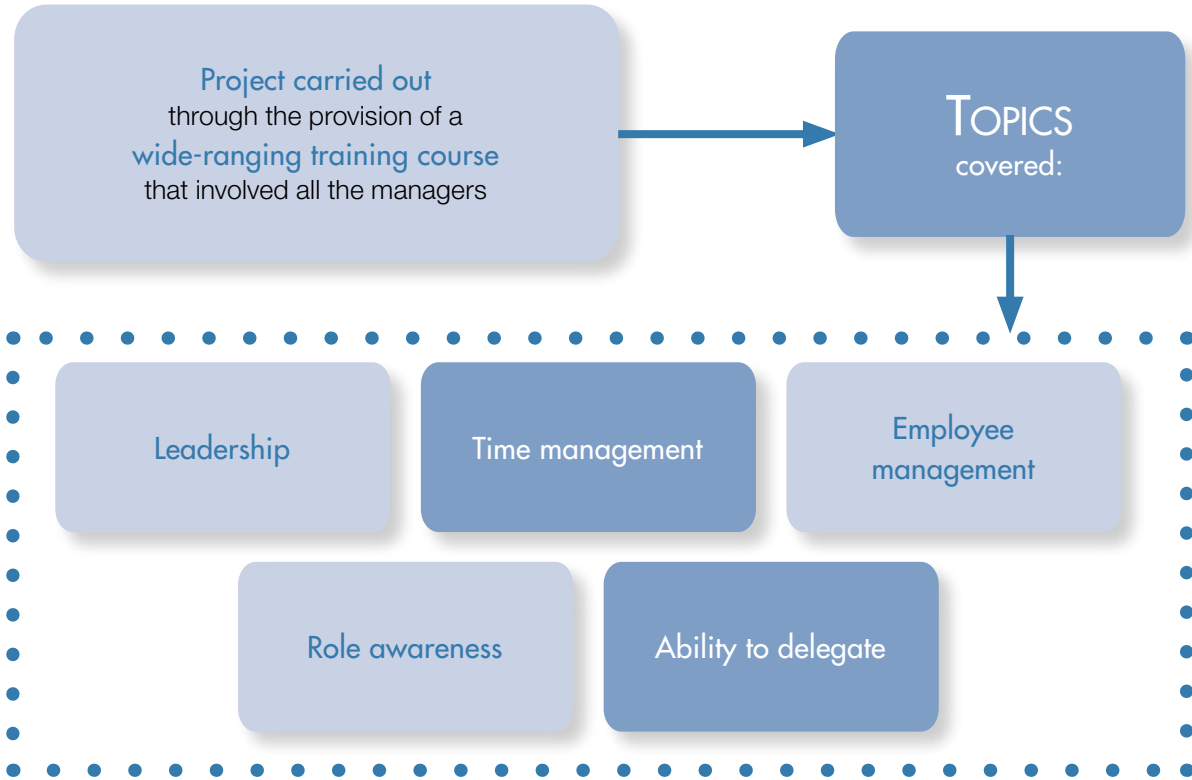 Project carried out
through the provision of a
wide-ranging training course
that involved all the managers
TOPICS
covered:
Leadership
Time management
Employee
management
Role awareness
Ability to delegate